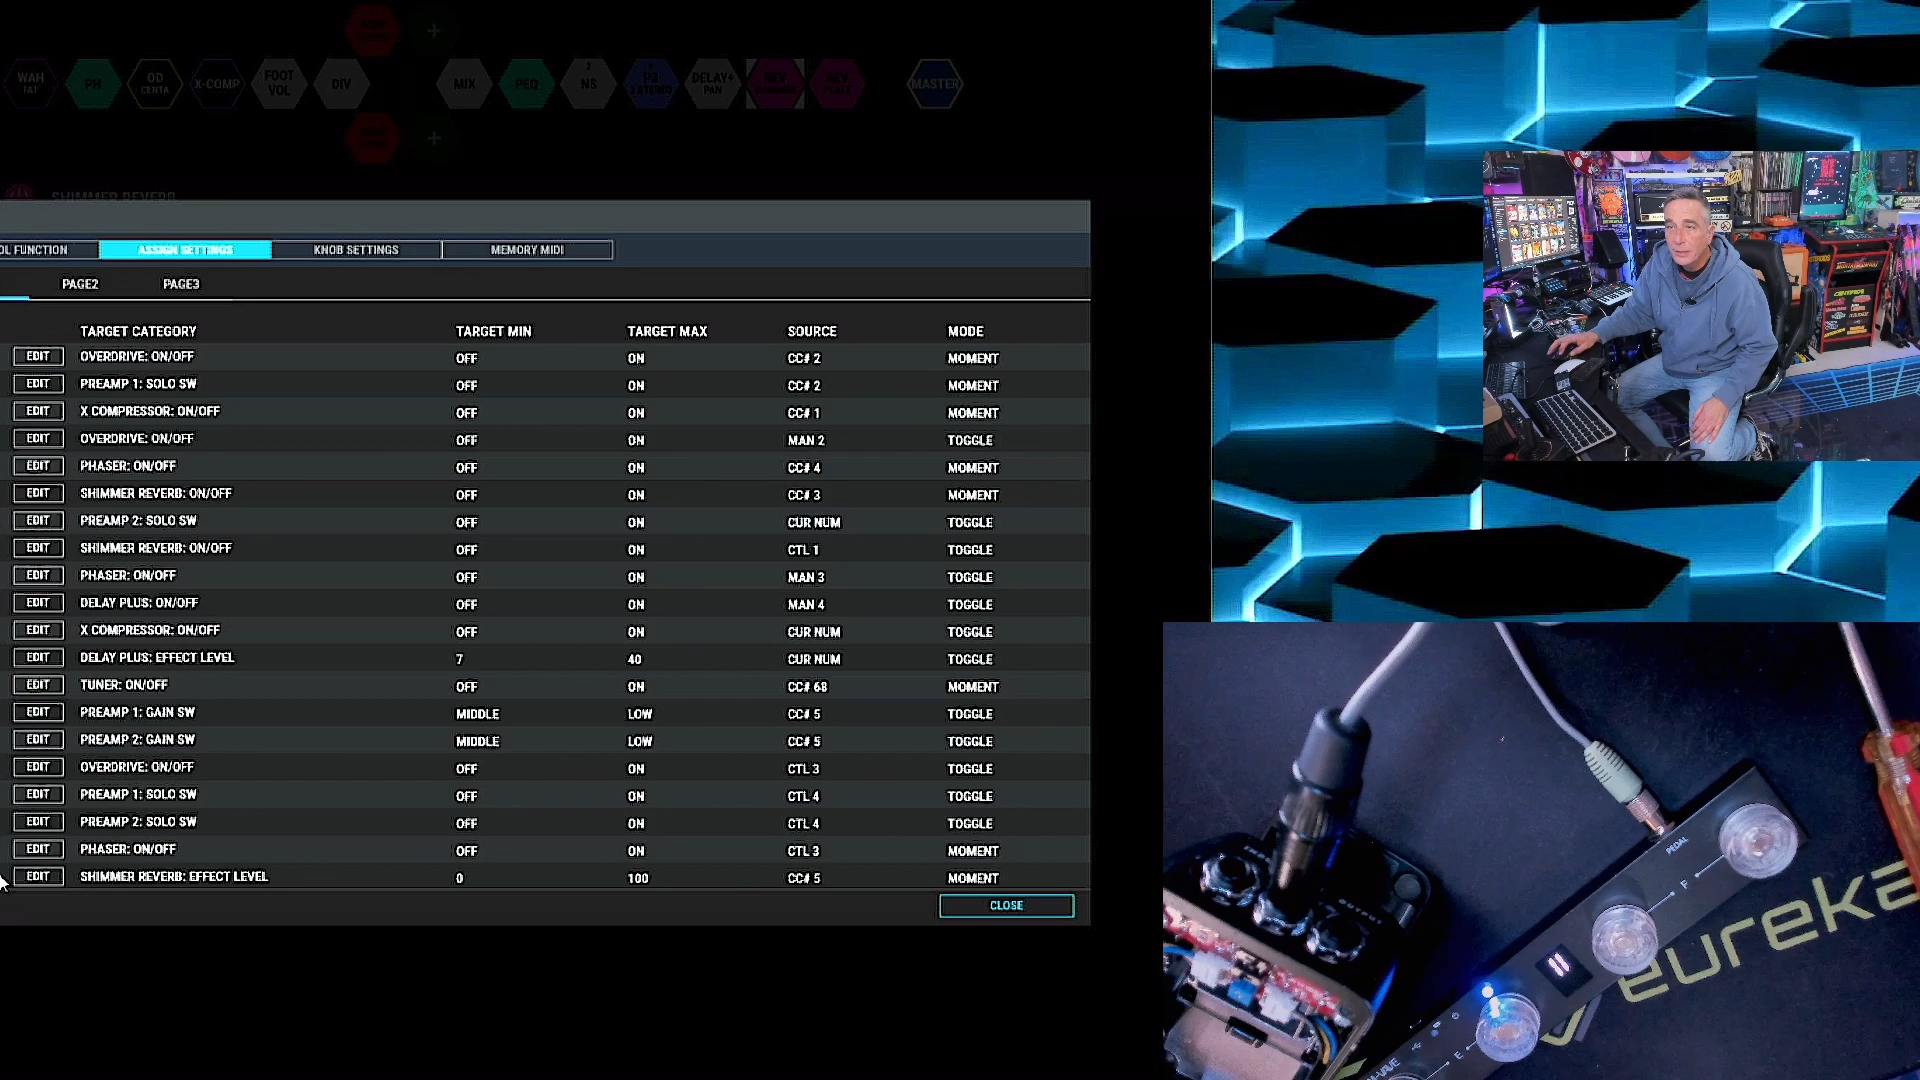 WAH
FAT
PH
OD
CENTA
X-COMP
FOOT
VOL
DIV
MIX
PEQ
NS
DELAY+
PAN
MASTER
SHIMMER REVERB
OL FUNCTION
ASSIGN SETTINGS
KNOB SETTINGS
MEMORY MIDI
PAGE2
PAGE3
TARGET CATEGORY TARGET MIN TARGET MAX SOURCE MODE
EDIT OVERDRIVE: ON/OFF OFF ON CC# 2 MOMENT
EDIT PREAMP 1: SOLO SW OFF ON CC# 2 MOMENT
EDIT X COMPRESSOR: ON/OFF OFF ON CC# 1 MOMENT
EDIT OVERDRIVE: ON/OFF OFF ON MAN 2 TOGGLE
EDIT PHASER: ON/OFF OFF ON CC# 4 MOMENT
EDIT SHIMMER REVERB: ON/OFF OFF ON CC# 3 MOMENT
EDIT PREAMP 2: SOLO SW OFF ON CUR NUM TOGGLE
EDIT SHIMMER REVERB: ON/OFF OFF ON CTL 1 TOGGLE
EDIT PHASER: ON/OFF OFF ON MAN 3 TOGGLE
EDIT DELAY PLUS: ON/OFF OFF ON MAN 4 TOGGLE
EDIT X COMPRESSOR: ON/OFF OFF ON CUR NUM TOGGLE
EDIT DELAY PLUS: EFFECT LEVEL 7 40 CUR NUM TOGGLE
EDIT TUNER: ON/OFF OFF ON CC# 68 MOMENT
EDIT PREAMP 1: GAIN SW MIDDLE LOW CC# 5 TOGGLE
EDIT PREAMP 2: GAIN SW MIDDLE LOW CC# 5 TOGGLE
EDIT OVERDRIVE: ON/OFF OFF ON CTL 3 TOGGLE
EDIT PREAMP 1: SOLO SW OFF ON CTL 4 TOGGLE
EDIT PREAMP 2: SOLO SW OFF ON CTL 4 TOGGLE
EDIT PHASER: ON/OFF OFF ON CTL 3 MOMENT
EDIT SHIMMER REVERB: EFFECT LEVEL 0 100 CC# 5 MOMENT
CLOSE
CENTIPEDE
OUTPUT
PEDAL
F
eureka
E